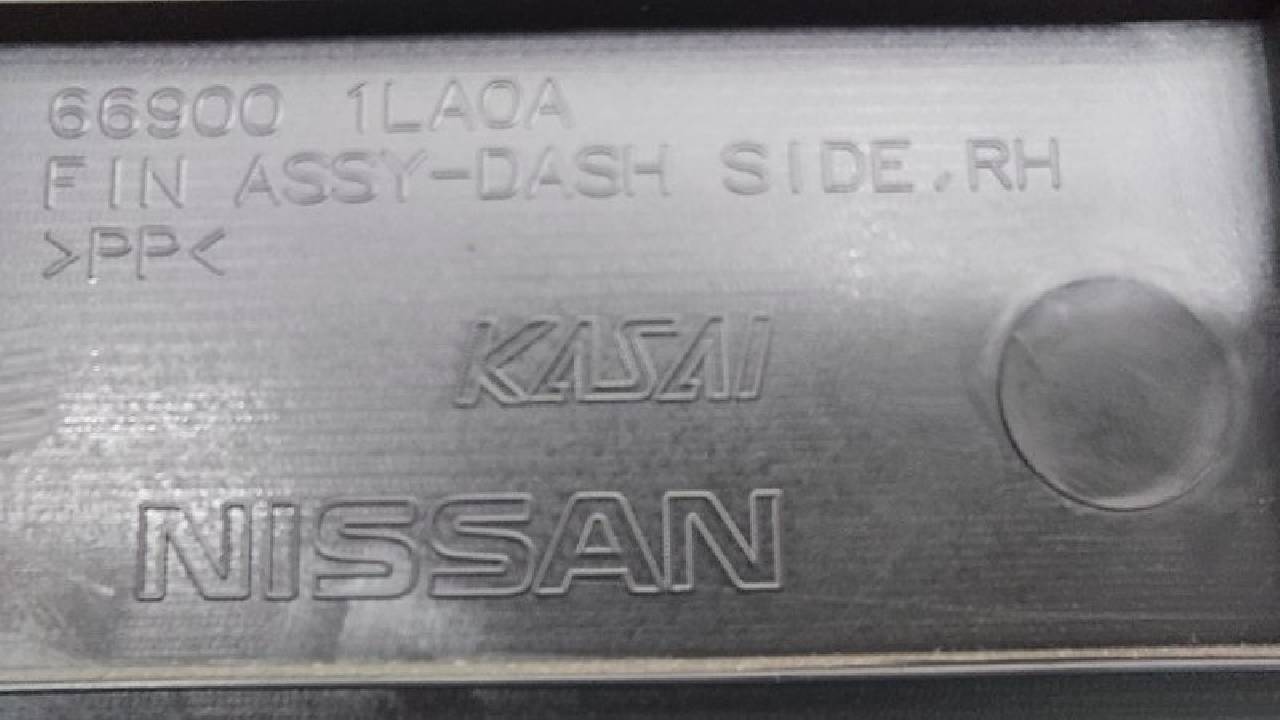 66900 1LA0A
FIN ASSY-DASH SIDE,RH
>PP<
KASAI
NISSAN